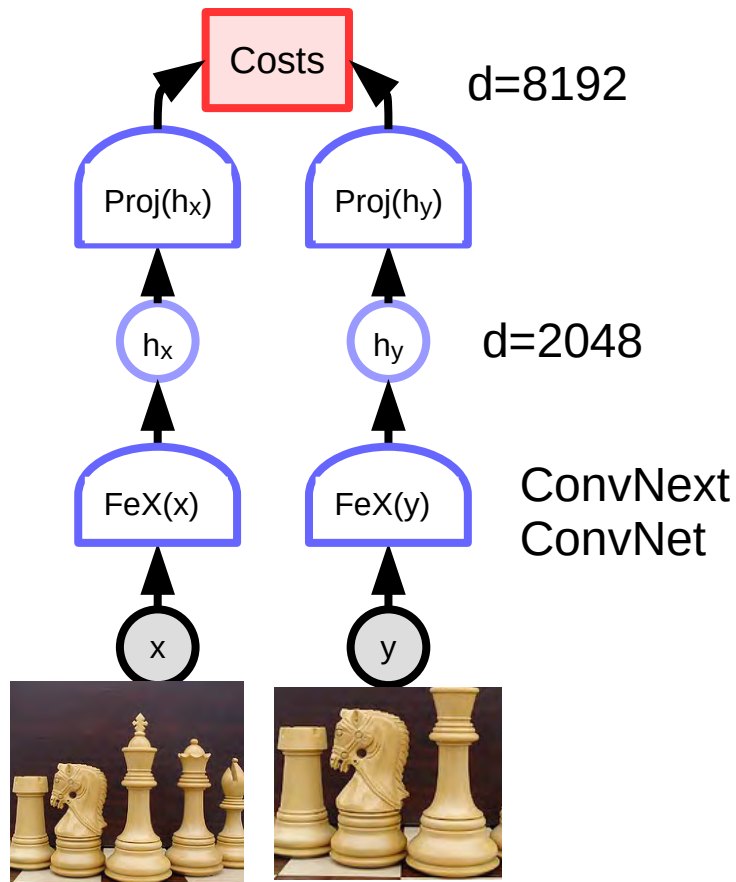 Costs
d=8192
Proj(hx) Proj(hy)
hx hy d=2048
FeX(x) FeX(y) ConvNext
ConvNet
x y